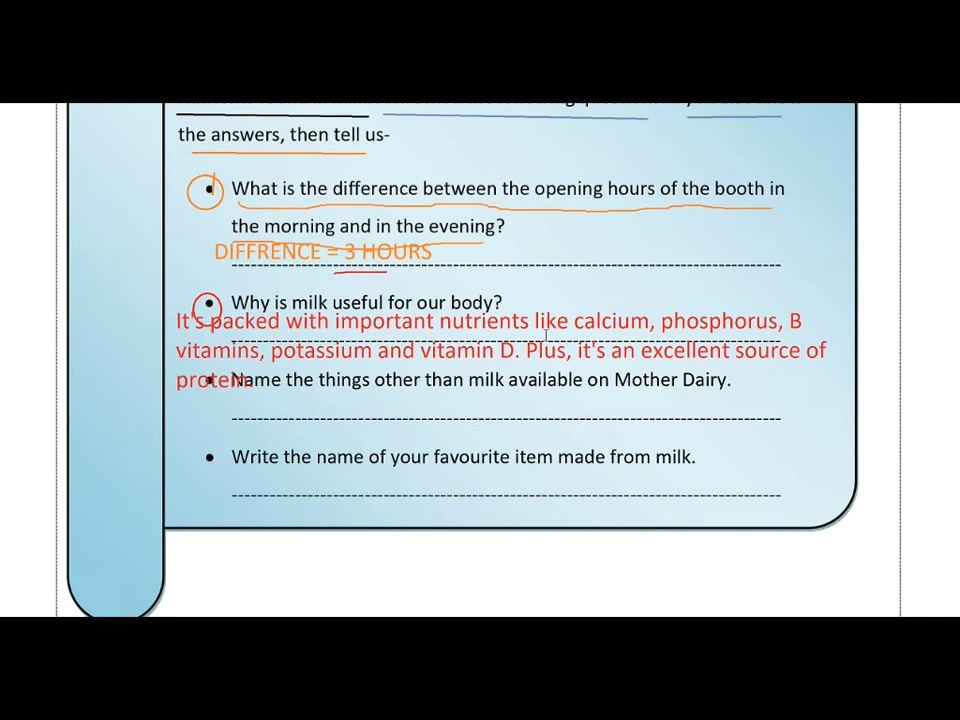 the answers, then tell us-
• What is the difference between the opening hours of the booth in
the morning and in the evening?
DIFFRENCE = 3 HOURS
--------------------------------------------------------------------------------------
• Why is milk useful for our body?
It's packed with important nutrients like calcium, phosphorus, B
--------------------------------------------------------------------------------------
vitamins, potassium and vitamin D. Plus, it's an excellent source of
protein.
• Name the things other than milk available on Mother Dairy.
--------------------------------------------------------------------------------------
• Write the name of your favourite item made from milk.
--------------------------------------------------------------------------------------